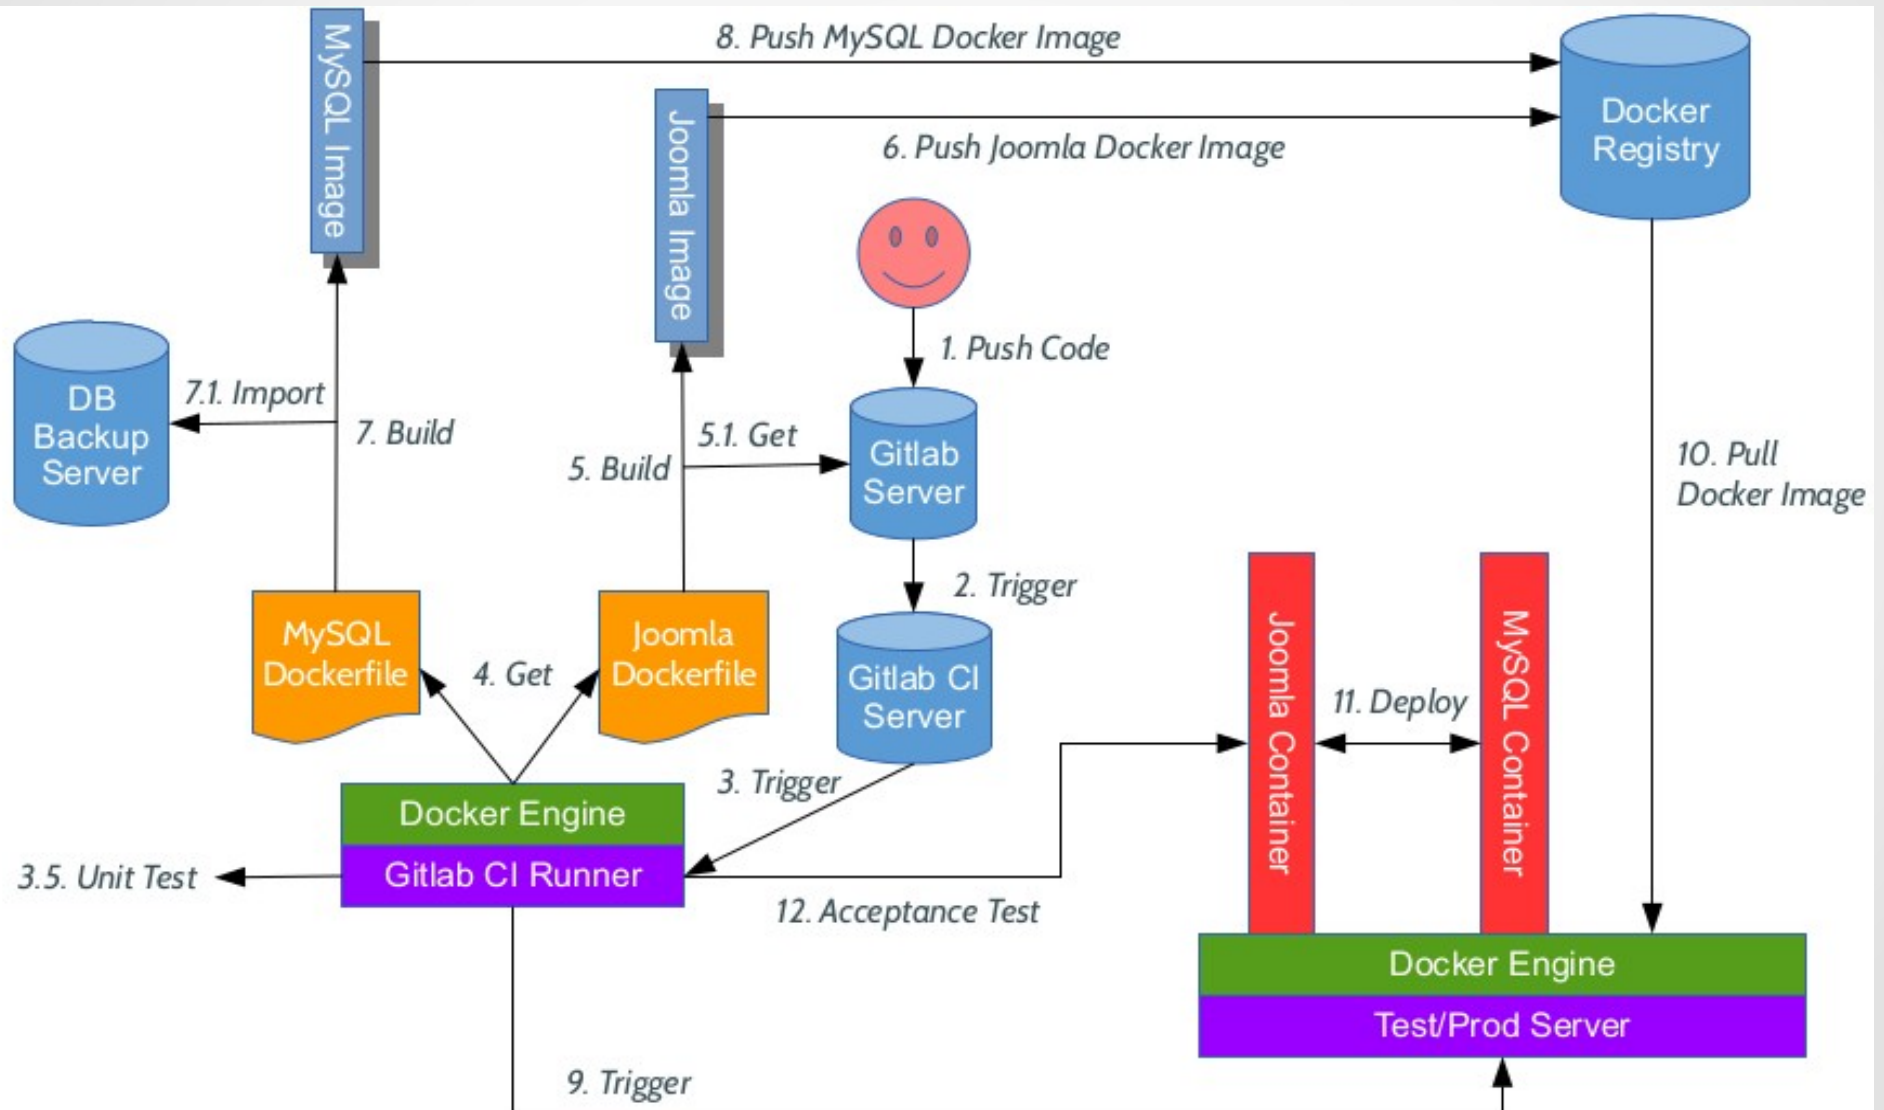 8. Push MySQL Docker Image
MySQL Image
Docker
Registry
Joomla Image
6. Push Joomla Docker Image
1. Push Code
DB
Backup
Server
7.1. Import
7. Build
5. Build
5.1. Get
Gitlab
Server
10. Pull
Docker Image
2. Trigger
MySQL
Dockerfile
4. Get
Joomla
Dockerfile
Gitlab CI
Server
Joomla Container
11. Deploy
MySQL Container
3. Trigger
Docker Engine
Gitlab CI Runner
3.5. Unit Test
12. Acceptance Test
Docker Engine
Test/Prod Server
9. Trigger